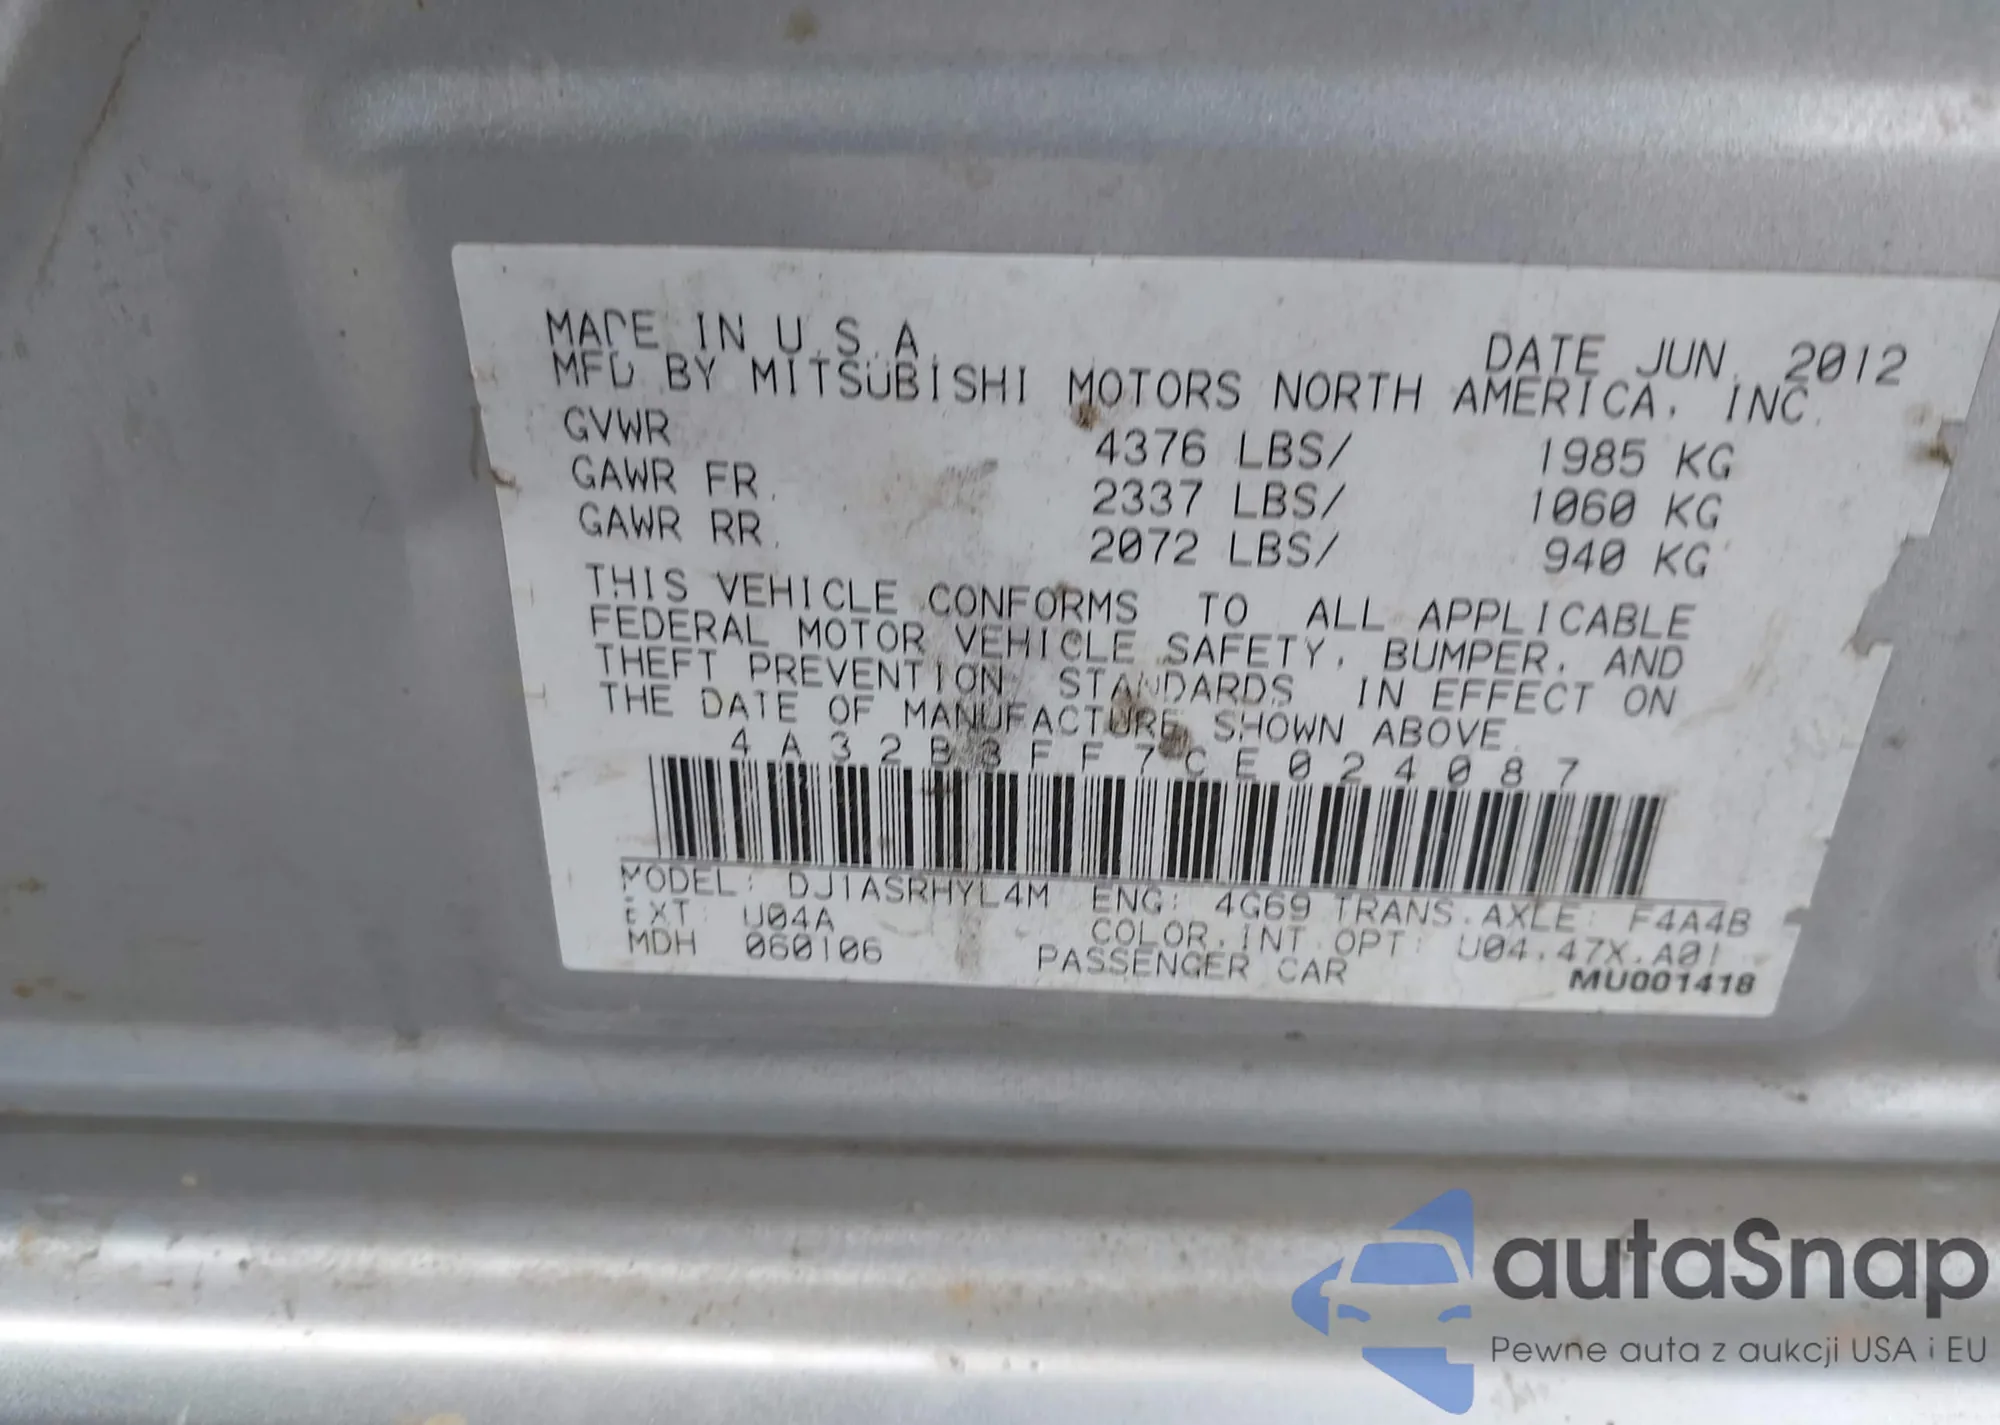 MADE IN U.S.A. DATE JUN. 2012
MFD. BY MITSUBISHI MOTORS NORTH AMERICA, INC.
GVWR 4376 LBS/ 1985 KG
GAWR FR. 2337 LBS/ 1060 KG
GAWR RR. 2072 LBS/ 940 KG
THIS VEHICLE CONFORMS TO ALL APPLICABLE
FEDERAL MOTOR VEHICLE SAFETY, BUMPER, AND
THEFT PREVENTION STANDARDS IN EFFECT ON
THE DATE OF MANUFACTURE SHOWN ABOVE.
4A32B3FF7CE024087
MODEL: DJ1ASRHYL4M ENG: 4G69 TRANS.AXLE: F4A4B
EXT: U04A COLOR.INT.OPT: U04.47X.A01
MDH 060106 PASSENGER CAR MU001418
autaSnap
Pewne auta z aukcji USA i EU